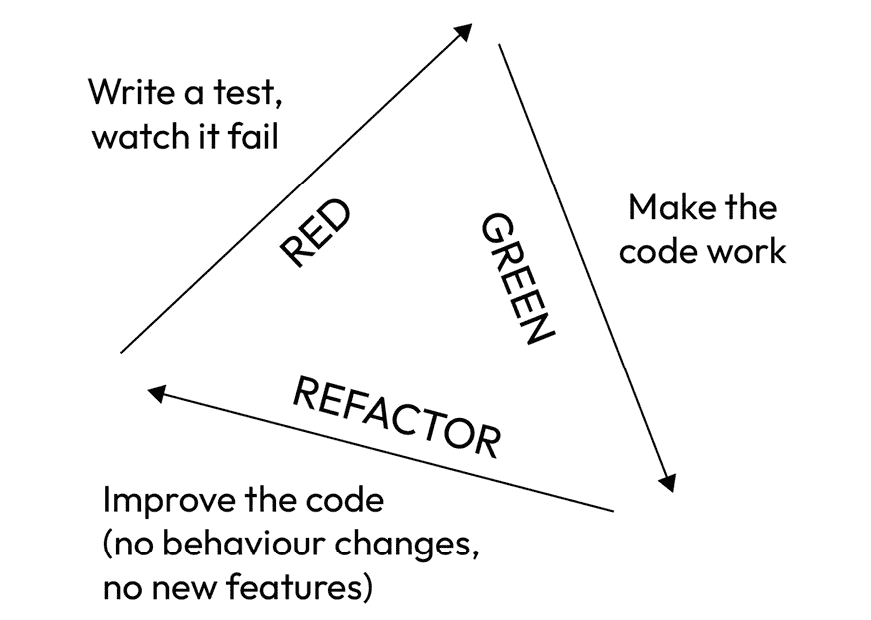 Write a test,
watch it fail
RED
GREEN
Make the
code work
REFACTOR
Improve the code
(no behaviour changes,
no new features)